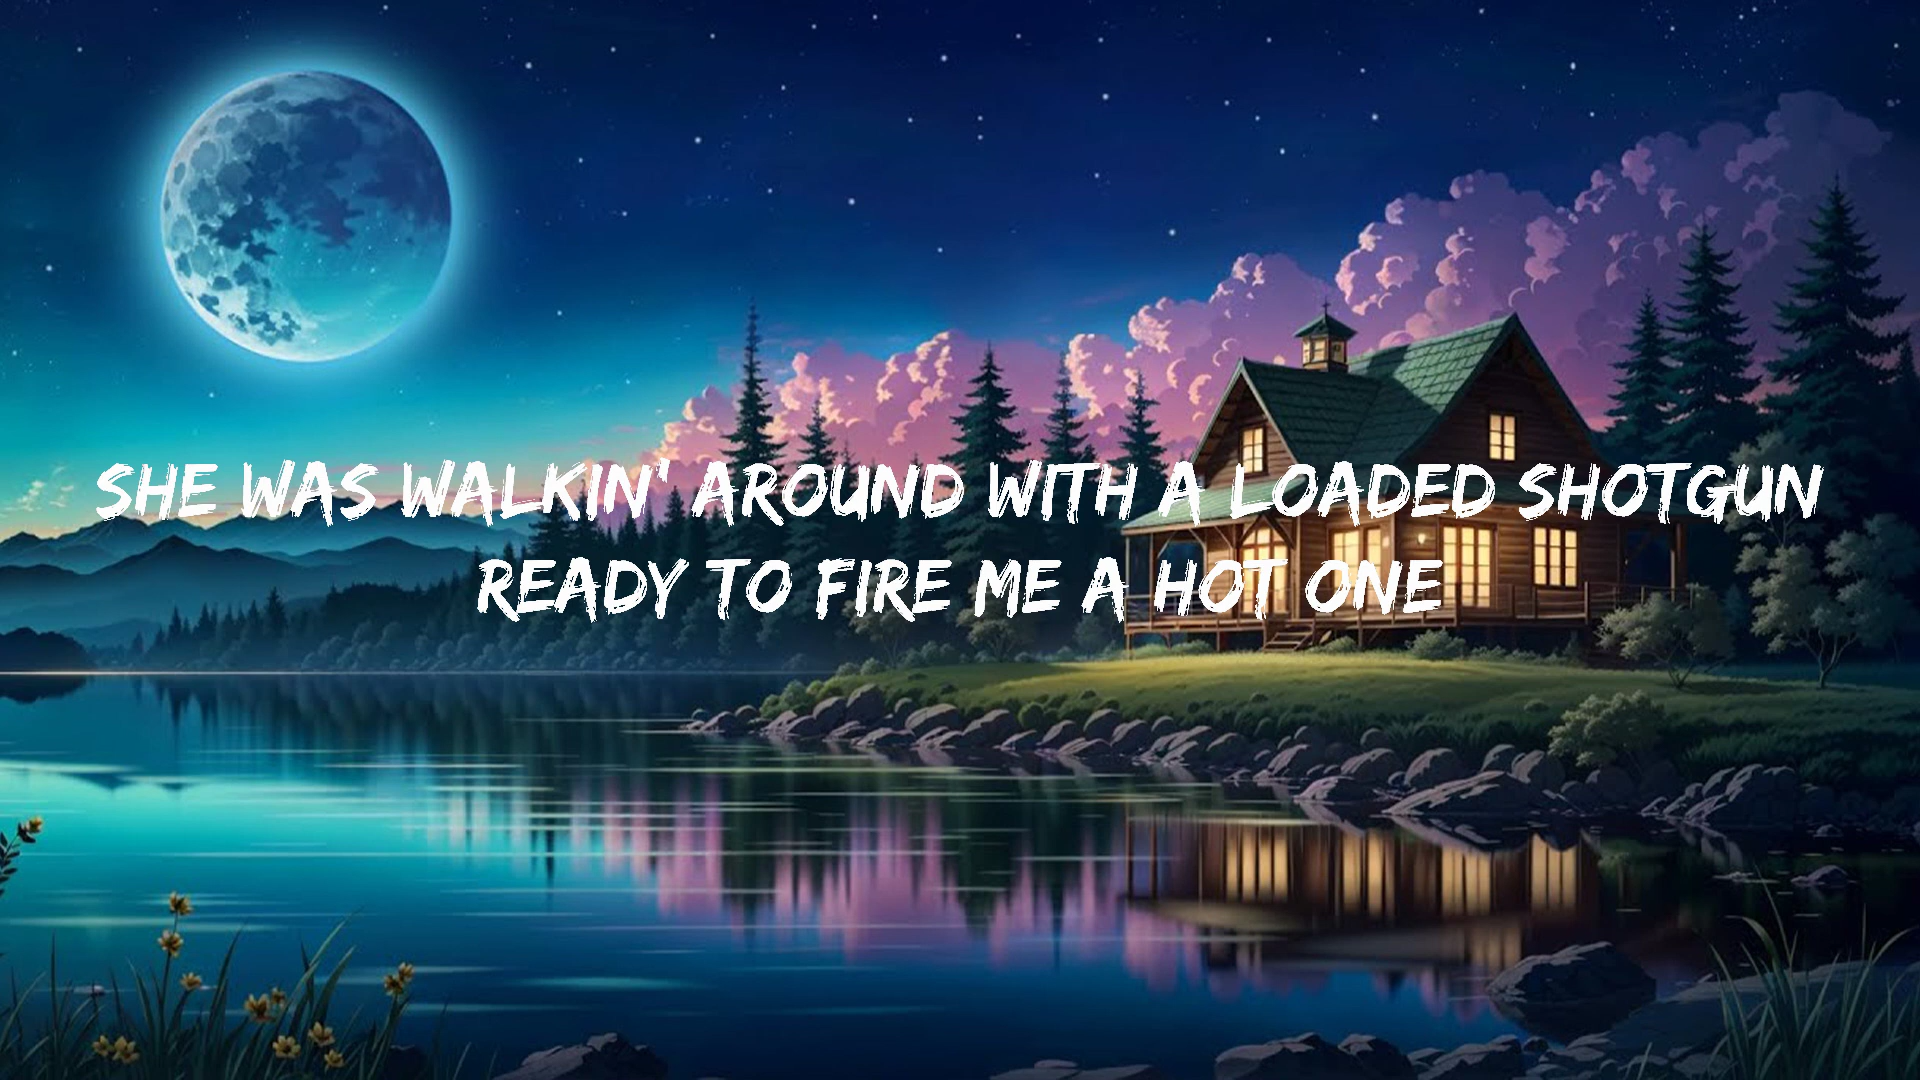 SHE WAS WALKIN' AROUND WITH A LOADED SHOTGUN
READY TO FIRE ME A HOT ONE